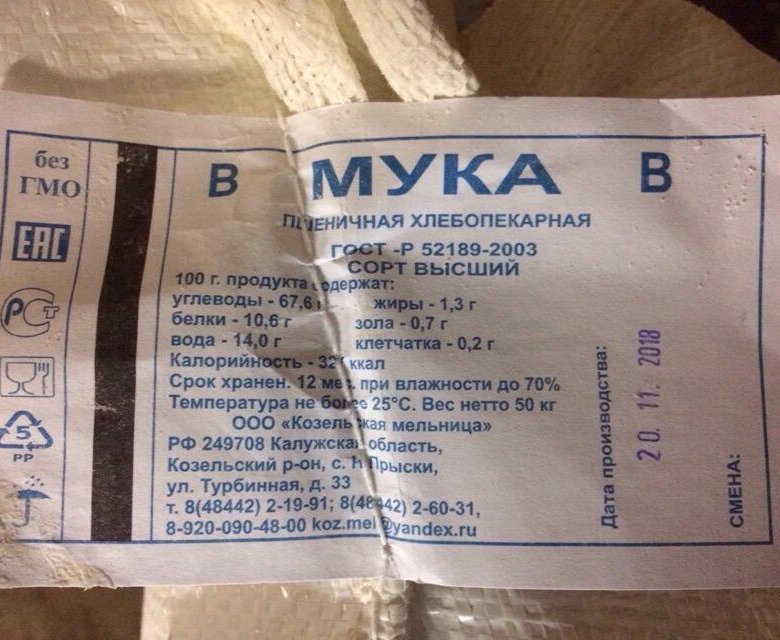 без
ГМО
ЕАС
РСТ
5
PP
В МУКА В
ПШЕНИЧНАЯ ХЛЕБОПЕКАРНАЯ
ГОСТ -Р 52189-2003
СОРТ ВЫСШИЙ
100 г. продукта содержат:
углеводы - 67,6 жиры - 1,3 г
белки - 10,6 г зола - 0,7 г
вода - 14,0 г клетчатка - 0,2 г
Калорийность - ккал
Срок хранен. 12 мес. при влажности до 70%
Температура не более 25°С. Вес нетто 50 кг
ООО «Козельская мельница»
РФ 249708 Калужская область,
Козельский р-он, с. Прыски,
ул. Турбинная, д. 33
т. 8(48442) 2-19-91; 8(48442) 2-60-31,
8-920-090-48-00 koz.mel@yandex.ru
Дата производства:
20. 11. 2018
СМЕНА: